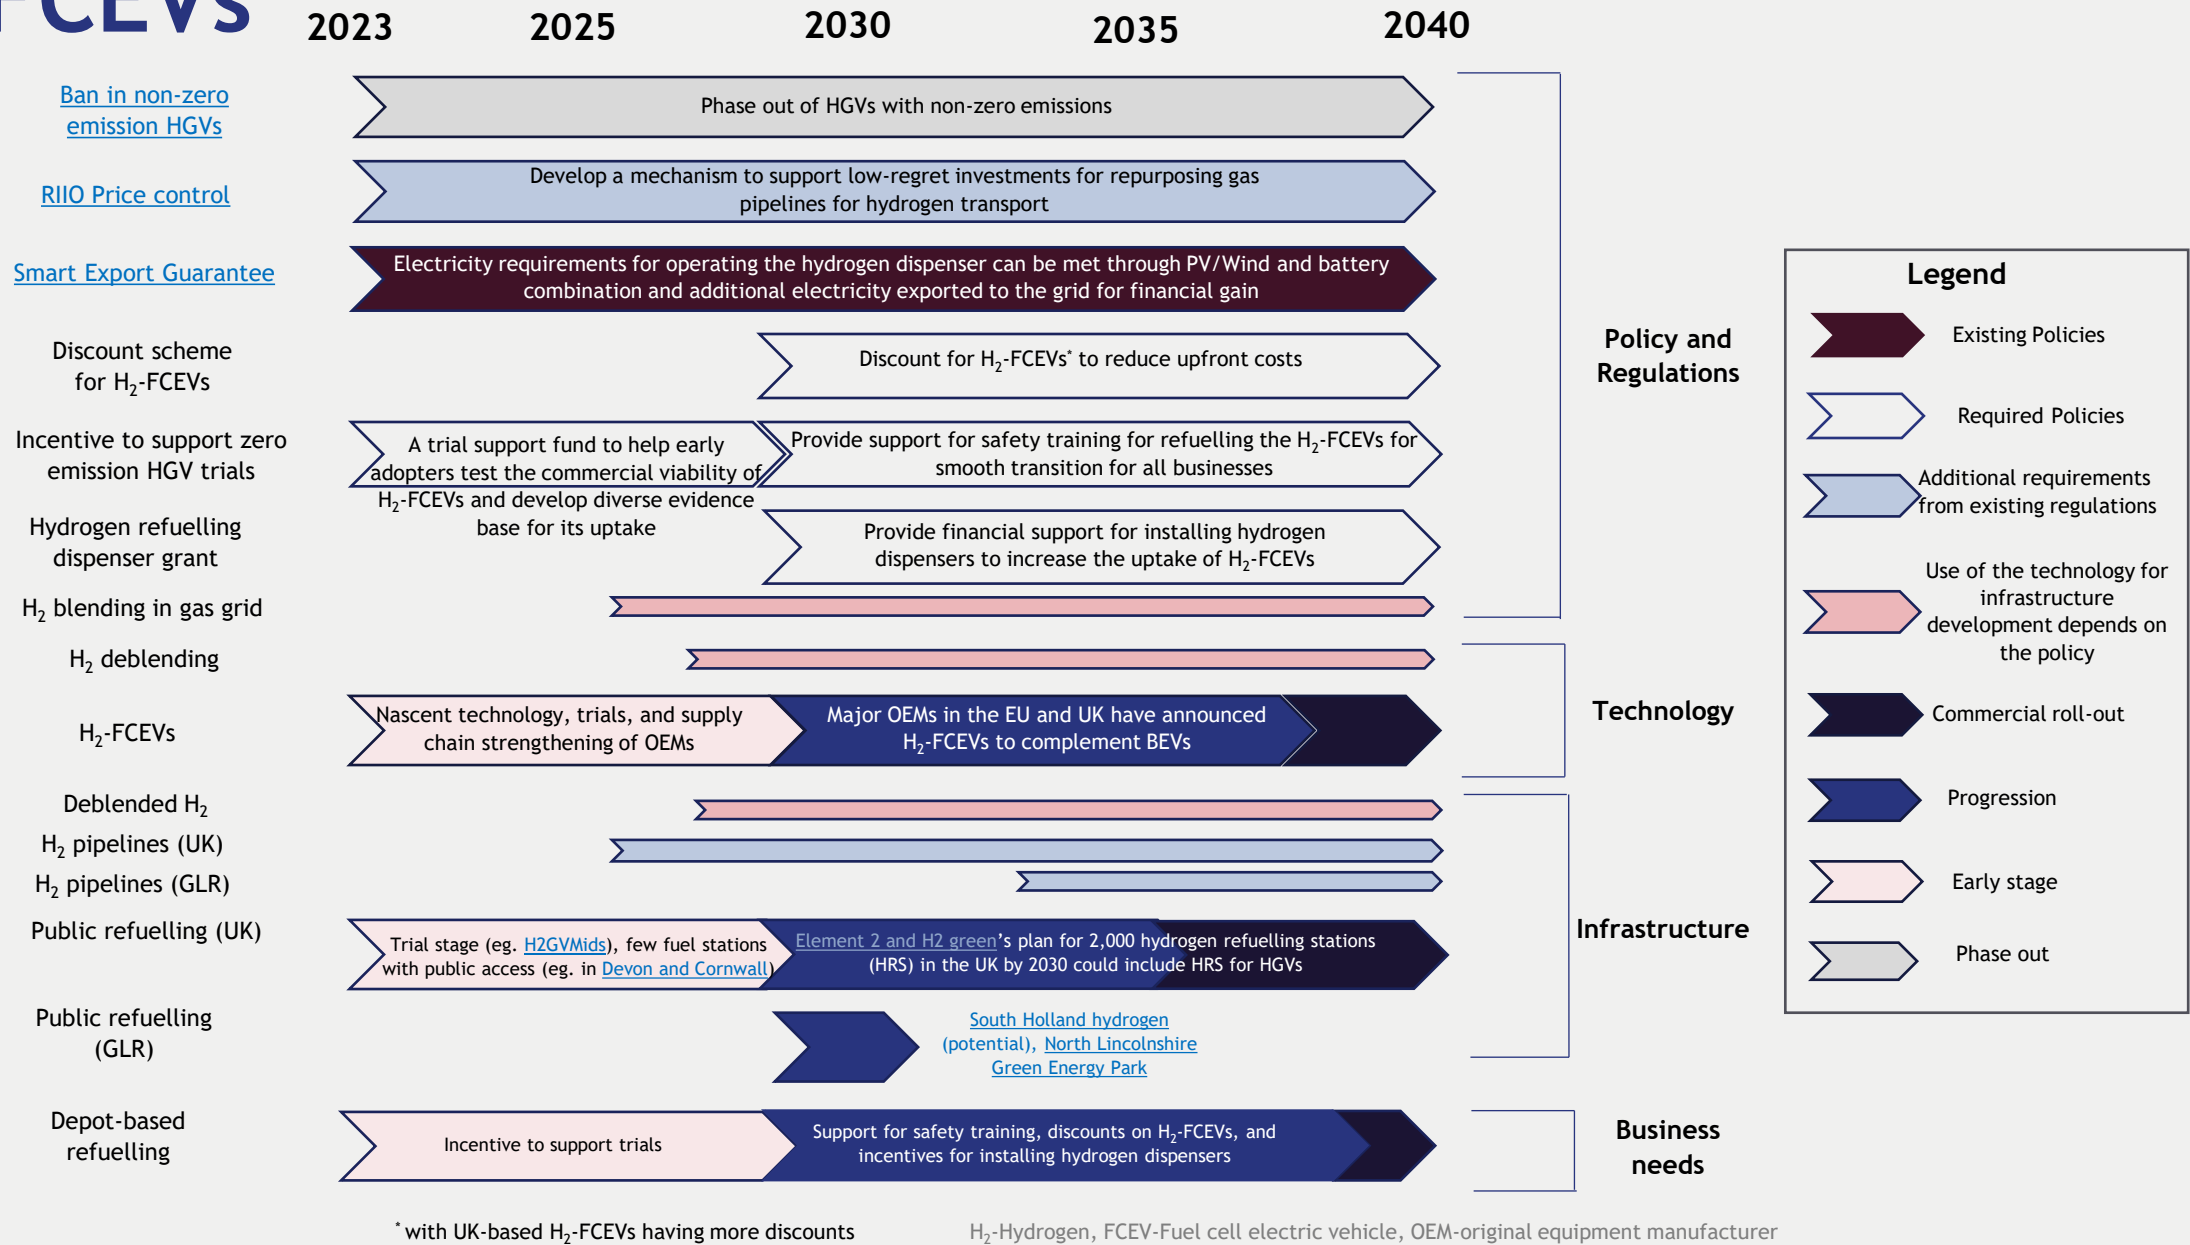 FCEVs
2023 2025 2030 2035 2040
Ban in non-zero
emission HGVs
Phase out of HGVs with non-zero emissions
RIIO Price control
Develop a mechanism to support low-regret investments for repurposing gas
pipelines for hydrogen transport
Smart Export Guarantee
Electricity requirements for operating the hydrogen dispenser can be met through PV/Wind and battery
combination and additional electricity exported to the grid for financial gain
Discount scheme
for H₂-FCEVs
Discount for H₂-FCEVs* to reduce upfront costs
Incentive to support zero
emission HGV trials
A trial support fund to help early
adopters test the commercial viability of
H₂-FCEVs and develop diverse evidence
base for its uptake
Provide support for safety training for refuelling the H₂-FCEVs for
smooth transition for all businesses
Hydrogen refuelling
dispenser grant
Provide financial support for installing hydrogen
dispensers to increase the uptake of H₂-FCEVs
H₂ blending in gas grid
Policy and
Regulations
H₂ deblending
H₂-FCEVs
Nascent technology, trials, and supply
chain strengthening of OEMs
Major OEMs in the EU and UK have announced
H₂-FCEVs to complement BEVs
Technology
Deblended H₂
H₂ pipelines (UK)
H₂ pipelines (GLR)
Public refuelling (UK)
Trial stage (eg. H2GVMids), few fuel stations
with public access (eg. in Devon and Cornwall)
Element 2 and H2 green's plan for 2,000 hydrogen refuelling stations
(HRS) in the UK by 2030 could include HRS for HGVs
Infrastructure
Public refuelling
(GLR)
South Holland hydrogen
(potential), North Lincolnshire
Green Energy Park
Depot-based
refuelling
Incentive to support trials
Support for safety training, discounts on H₂-FCEVs, and
incentives for installing hydrogen dispensers
Business
needs
Legend
Existing Policies
Required Policies
Additional requirements
from existing regulations
Use of the technology for
infrastructure
development depends on
the policy
Commercial roll-out
Progression
Early stage
Phase out
* with UK-based H₂-FCEVs having more discounts
H₂-Hydrogen, FCEV-Fuel cell electric vehicle, OEM-original equipment manufacturer